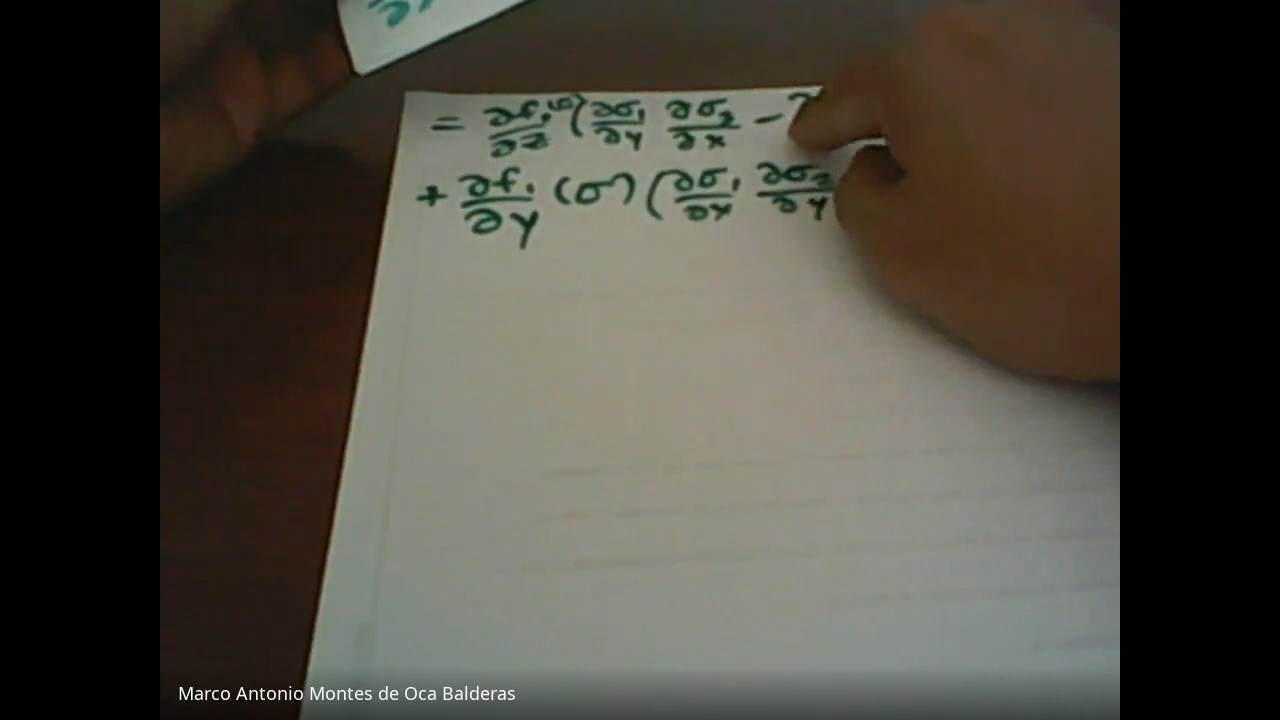 = ∂f₁/∂z (σ) (∂σ₁/∂y ∂σ₂/∂x −
+ ∂f₁/∂y (σ) (∂σ₁/∂x ∂σ₂/∂y
Marco Antonio Montes de Oca Balderas